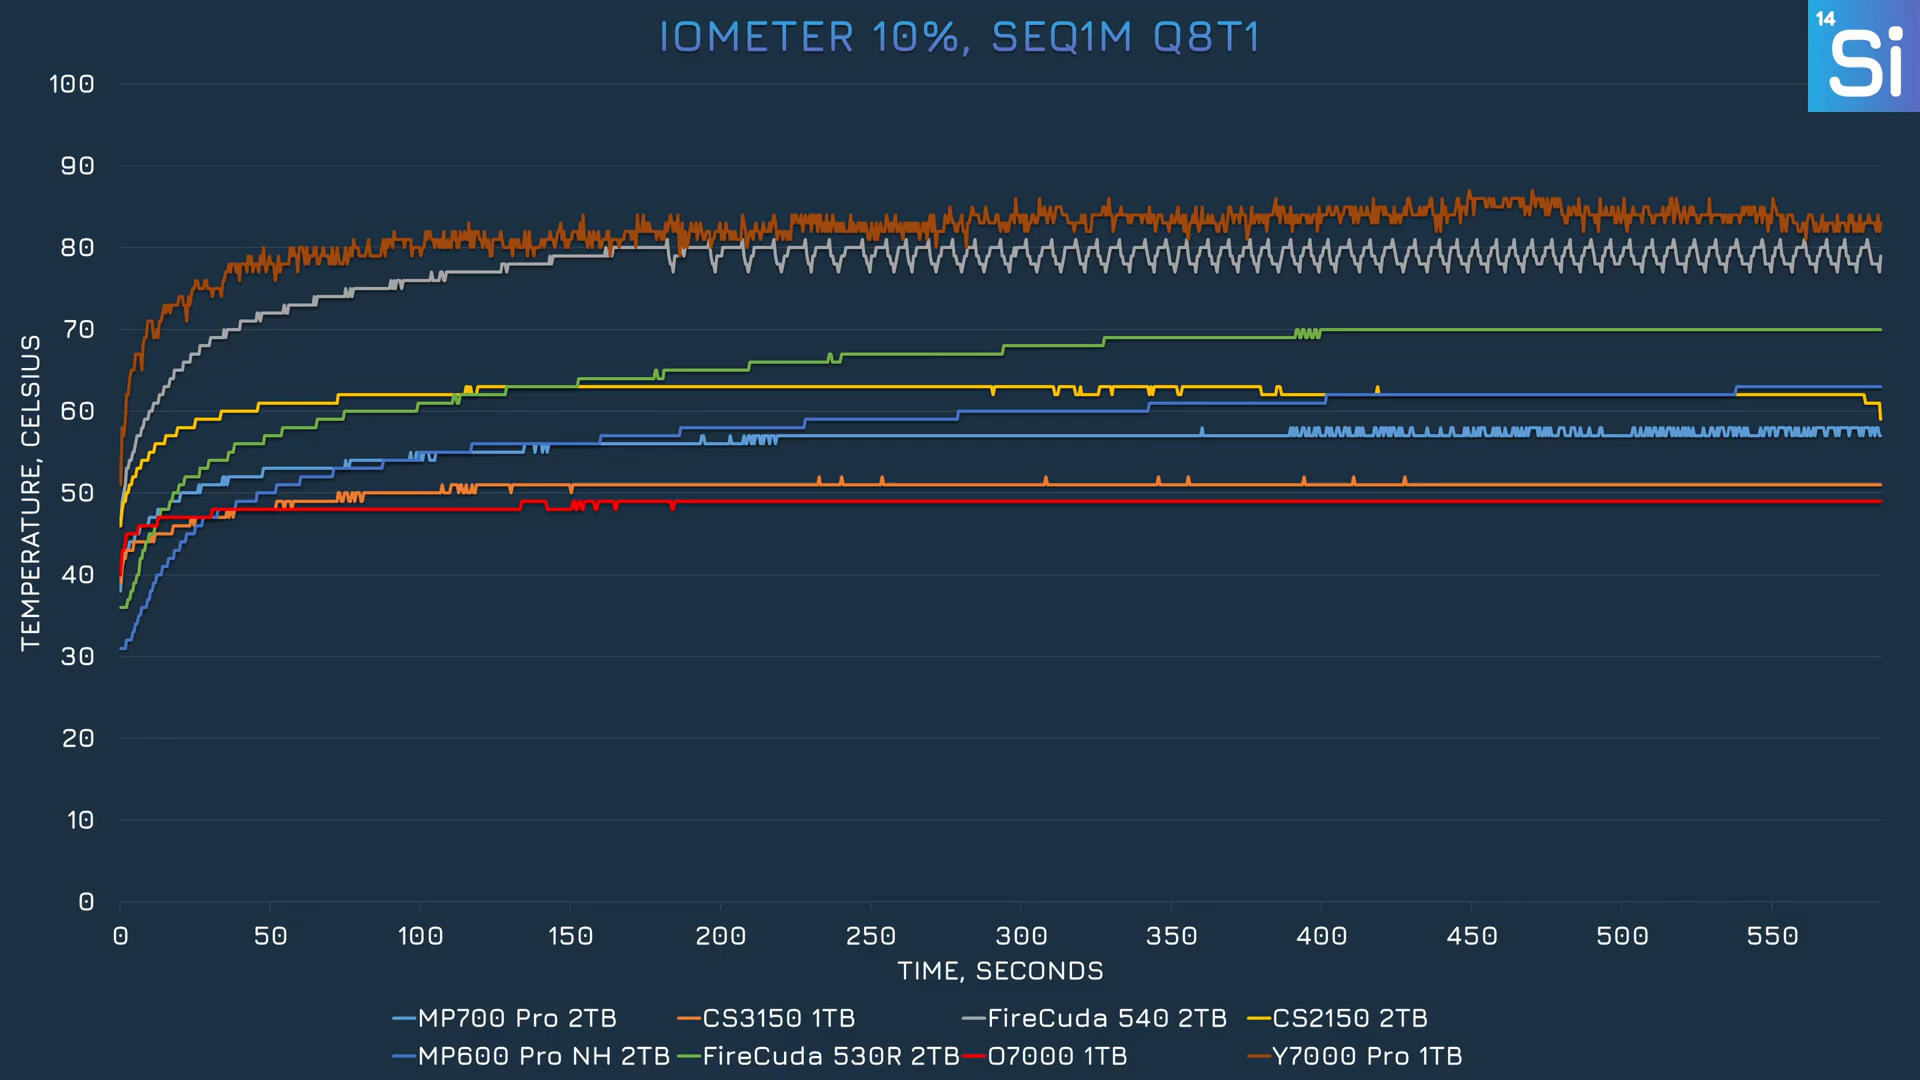 IOMETER 10%, SEQ1M Q8T1
14
Si
100
90
80
70
60
50
40
30
20
10
0
TEMPERATURE, CELSIUS
0 50 100 150 200 250 300 350 400 450 500 550
TIME, SECONDS
MP700 Pro 2TB CS3150 1TB FireCuda 540 2TB CS2150 2TB
MP600 Pro NH 2TB FireCuda 530R 2TB O7000 1TB Y7000 Pro 1TB